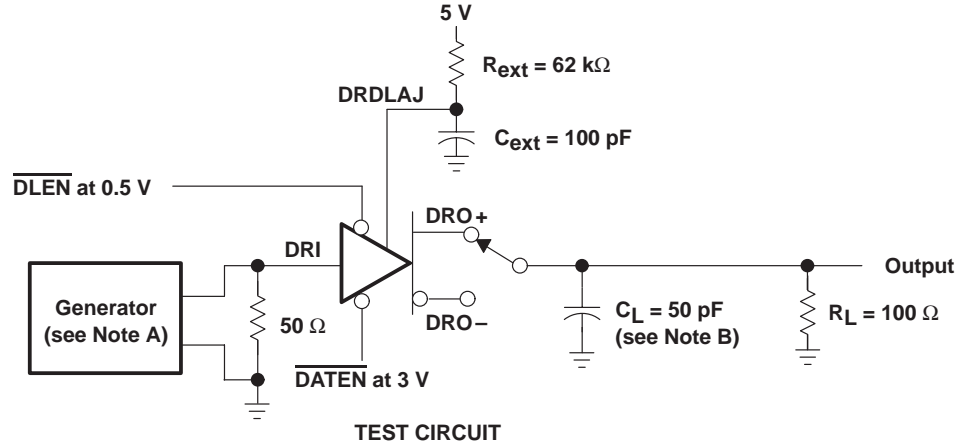 5 V
Rext = 62 kΩ
DRDLAJ
Cext = 100 pF
DLEN at 0.5 V
DRO+
DRI
Output
Generator
(see Note A)
50 Ω
DRO−
CL = 50 pF
(see Note B)
RL = 100 Ω
DATEN at 3 V
TEST CIRCUIT